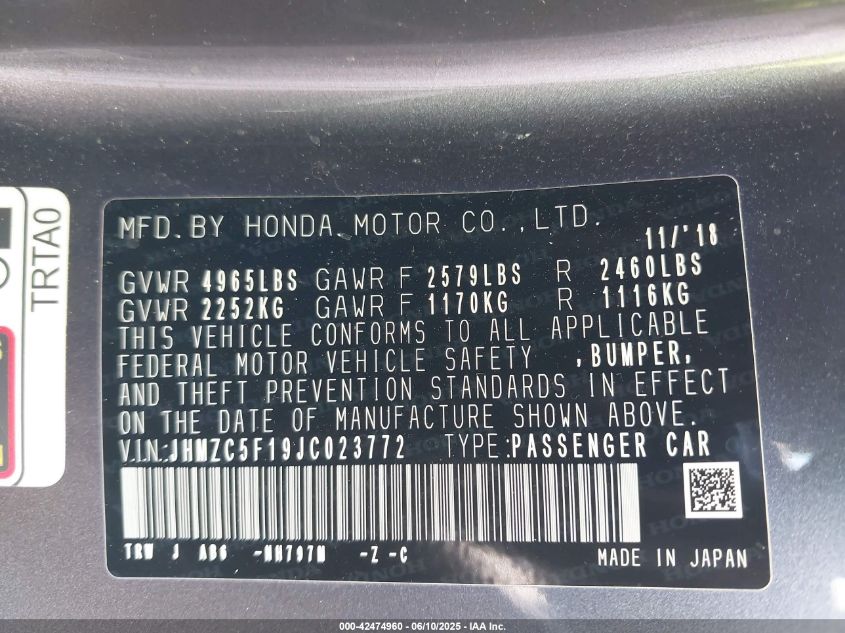 TRTA0
MFD. BY HONDA MOTOR CO.,LTD. 11/'18
GVWR 4965LBS GAWR F 2579LBS R 2460LBS
GVWR 2252KG GAWR F 1170KG R 1116KG
THIS VEHICLE CONFORMS TO ALL APPLICABLE
FEDERAL MOTOR VEHICLE SAFETY ,BUMPER,
AND THEFT PREVENTION STANDARDS IN EFFECT
ON THE DATE OF MANUFACTURE SHOWN ABOVE.
V.I.N.:JHMZC5F19JC023772 TYPE:PASSENGER CAR
TRW J AB6 -NH797M -Z -C MADE IN JAPAN
000-42474960 - 06/10/2025 - IAA Inc.